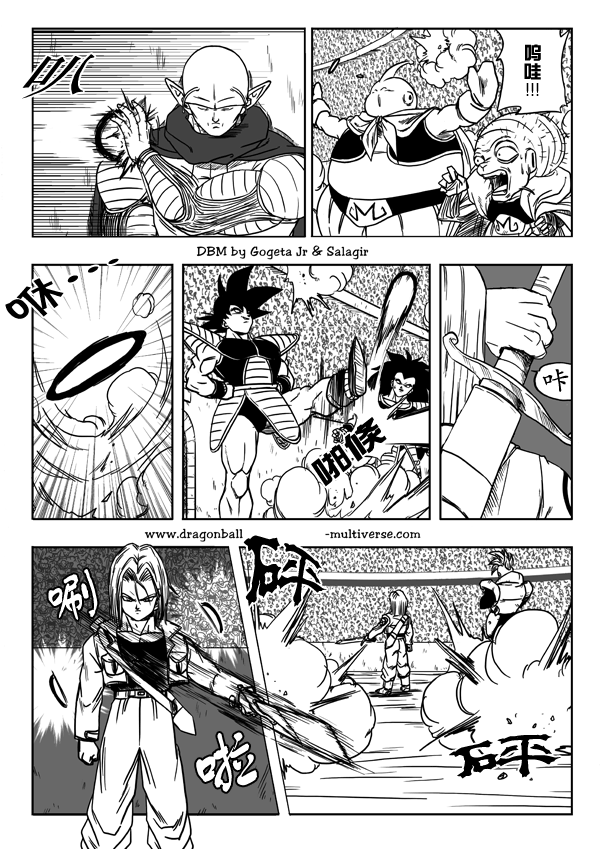 叭
呜哇!!!
M
M
DBM by Gogeta Jr & Salagir
咻....
啪
咔
www.dragonball -multiverse.com
唰
砰
啦
砰